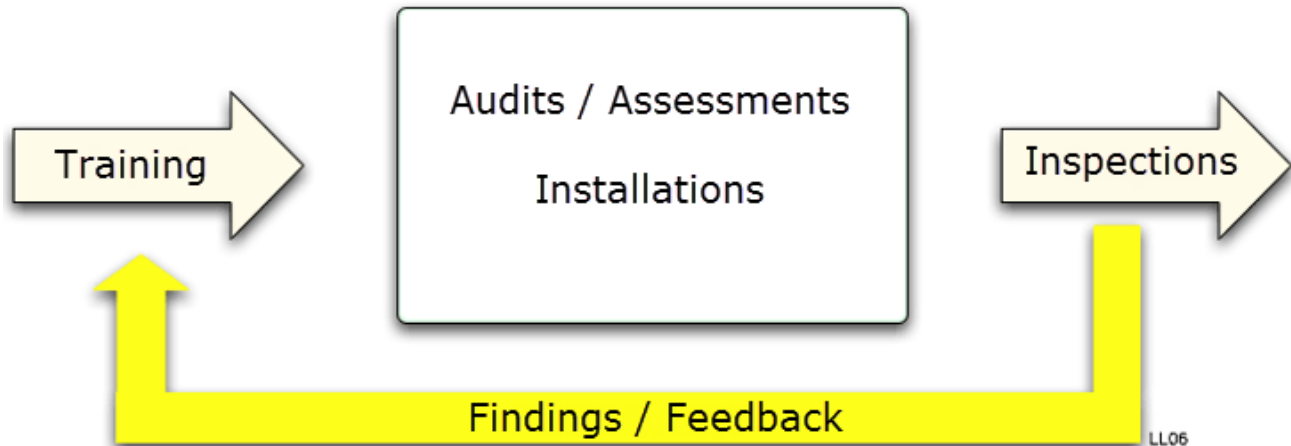 Audits / Assessments
Training
Installations
Inspections
Findings / Feedback
LL06